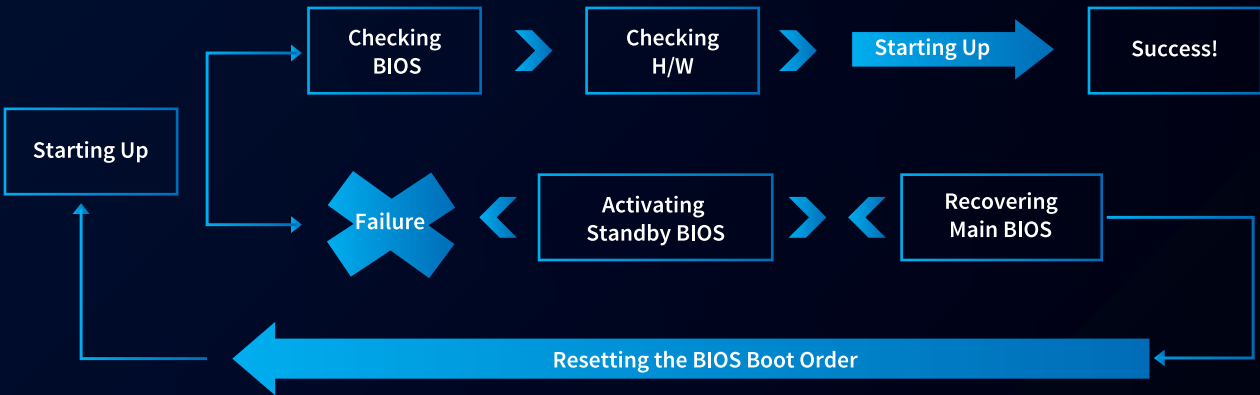 Checking
BIOS
Checking
H/W
Starting Up
Success!
Starting Up
Failure
Activating
Standby BIOS
Recovering
Main BIOS
Resetting the BIOS Boot Order